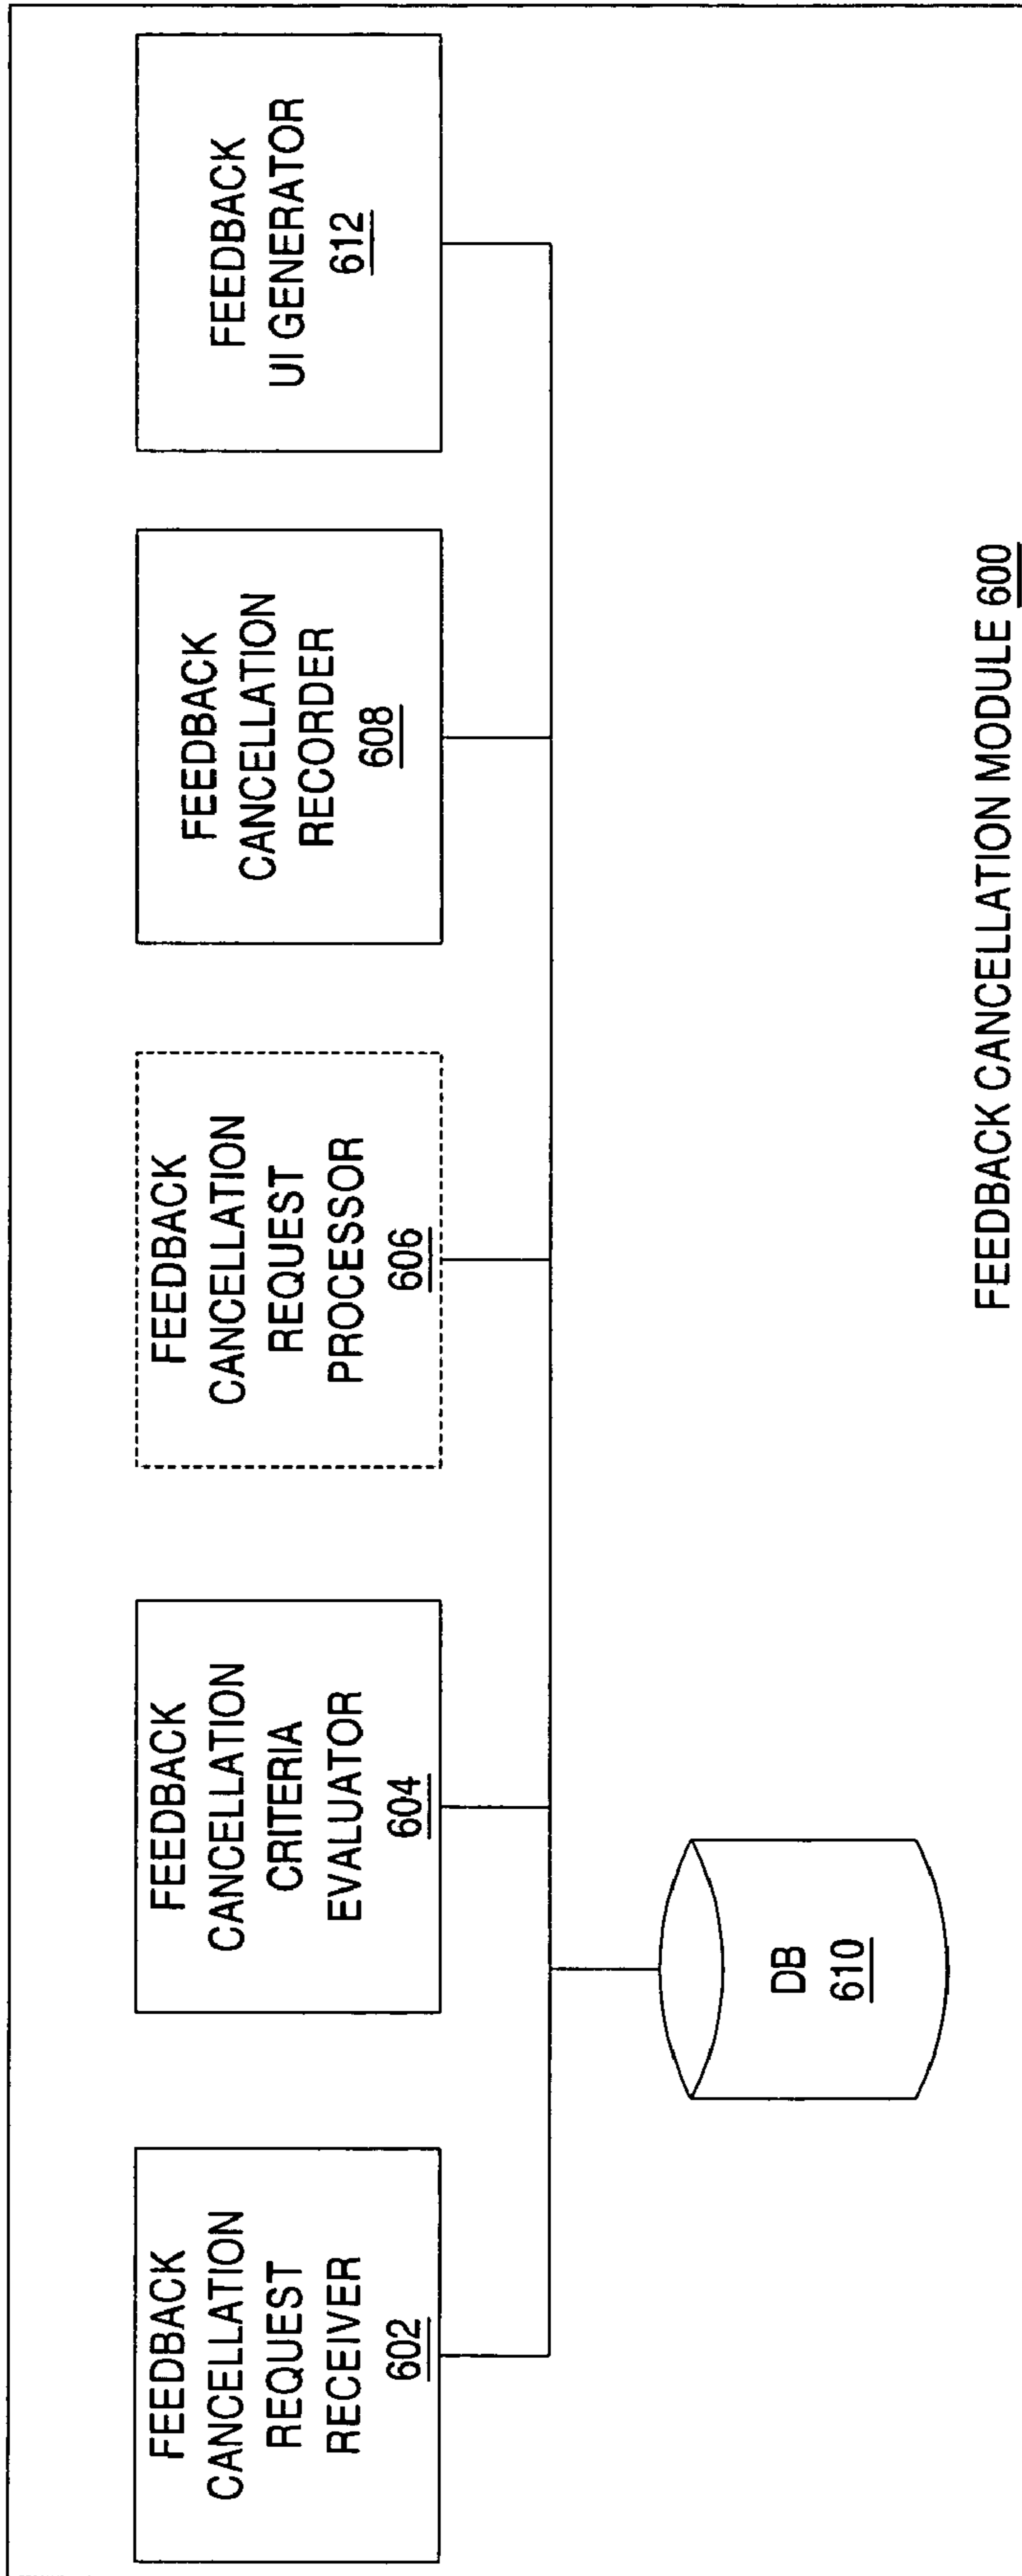 FEEDBACK
CANCELLATION
REQUEST
RECEIVER
602
FEEDBACK
CANCELLATION
CRITERIA
EVALUATOR
604
FEEDBACK
CANCELLATION
REQUEST
PROCESSOR
606
FEEDBACK
CANCELLATION
RECORDER
608
FEEDBACK
UI GENERATOR
612
DB
610
FEEDBACK CANCELLATION MODULE 600